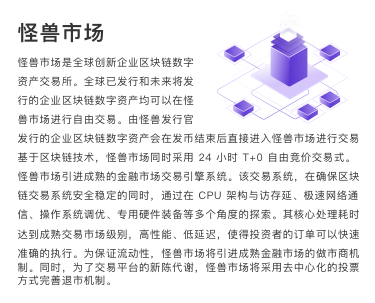 怪兽市场
怪兽市场是全球创新企业区块链数字
资产交易所。全球已发行和未来将发
行的企业区块链数字资产均可以在怪
兽市场进行自由交易。由怪兽发行官
发行的企业区块链数字资产会在发币结束后直接进入怪兽市场进行交易
基于区块链技术，怪兽市场同时采用 24 小时 T+0 自由竞价交易式。
怪兽市场引进成熟的金融市场交易引擎系统。该交易系统，在确保区块
链交易系统安全稳定的同时，通过在 CPU 架构与访存延、极速网络通
信、操作系统调优、专用硬件装备等多个角度的探索。其核心处理耗时
达到成熟交易市场级别，高性能、低延迟，使得投资者的订单可以快速
准确的执行。为保证流动性，怪兽市场将引进成熟金融市场的做市商机
制。同时，为了交易平台的新陈代谢，怪兽市场将采用去中心化的投票
方式完善退市机制。